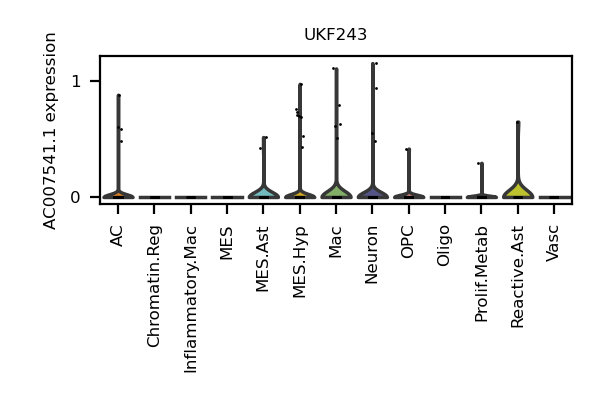 UKF243
AC007541.1 expression
1
0
AC
Chromatin.Reg
Inflammatory.Mac
MES
MES.Ast
MES.Hyp
Mac
Neuron
OPC
Oligo
Prolif.Metab
Reactive.Ast
Vasc